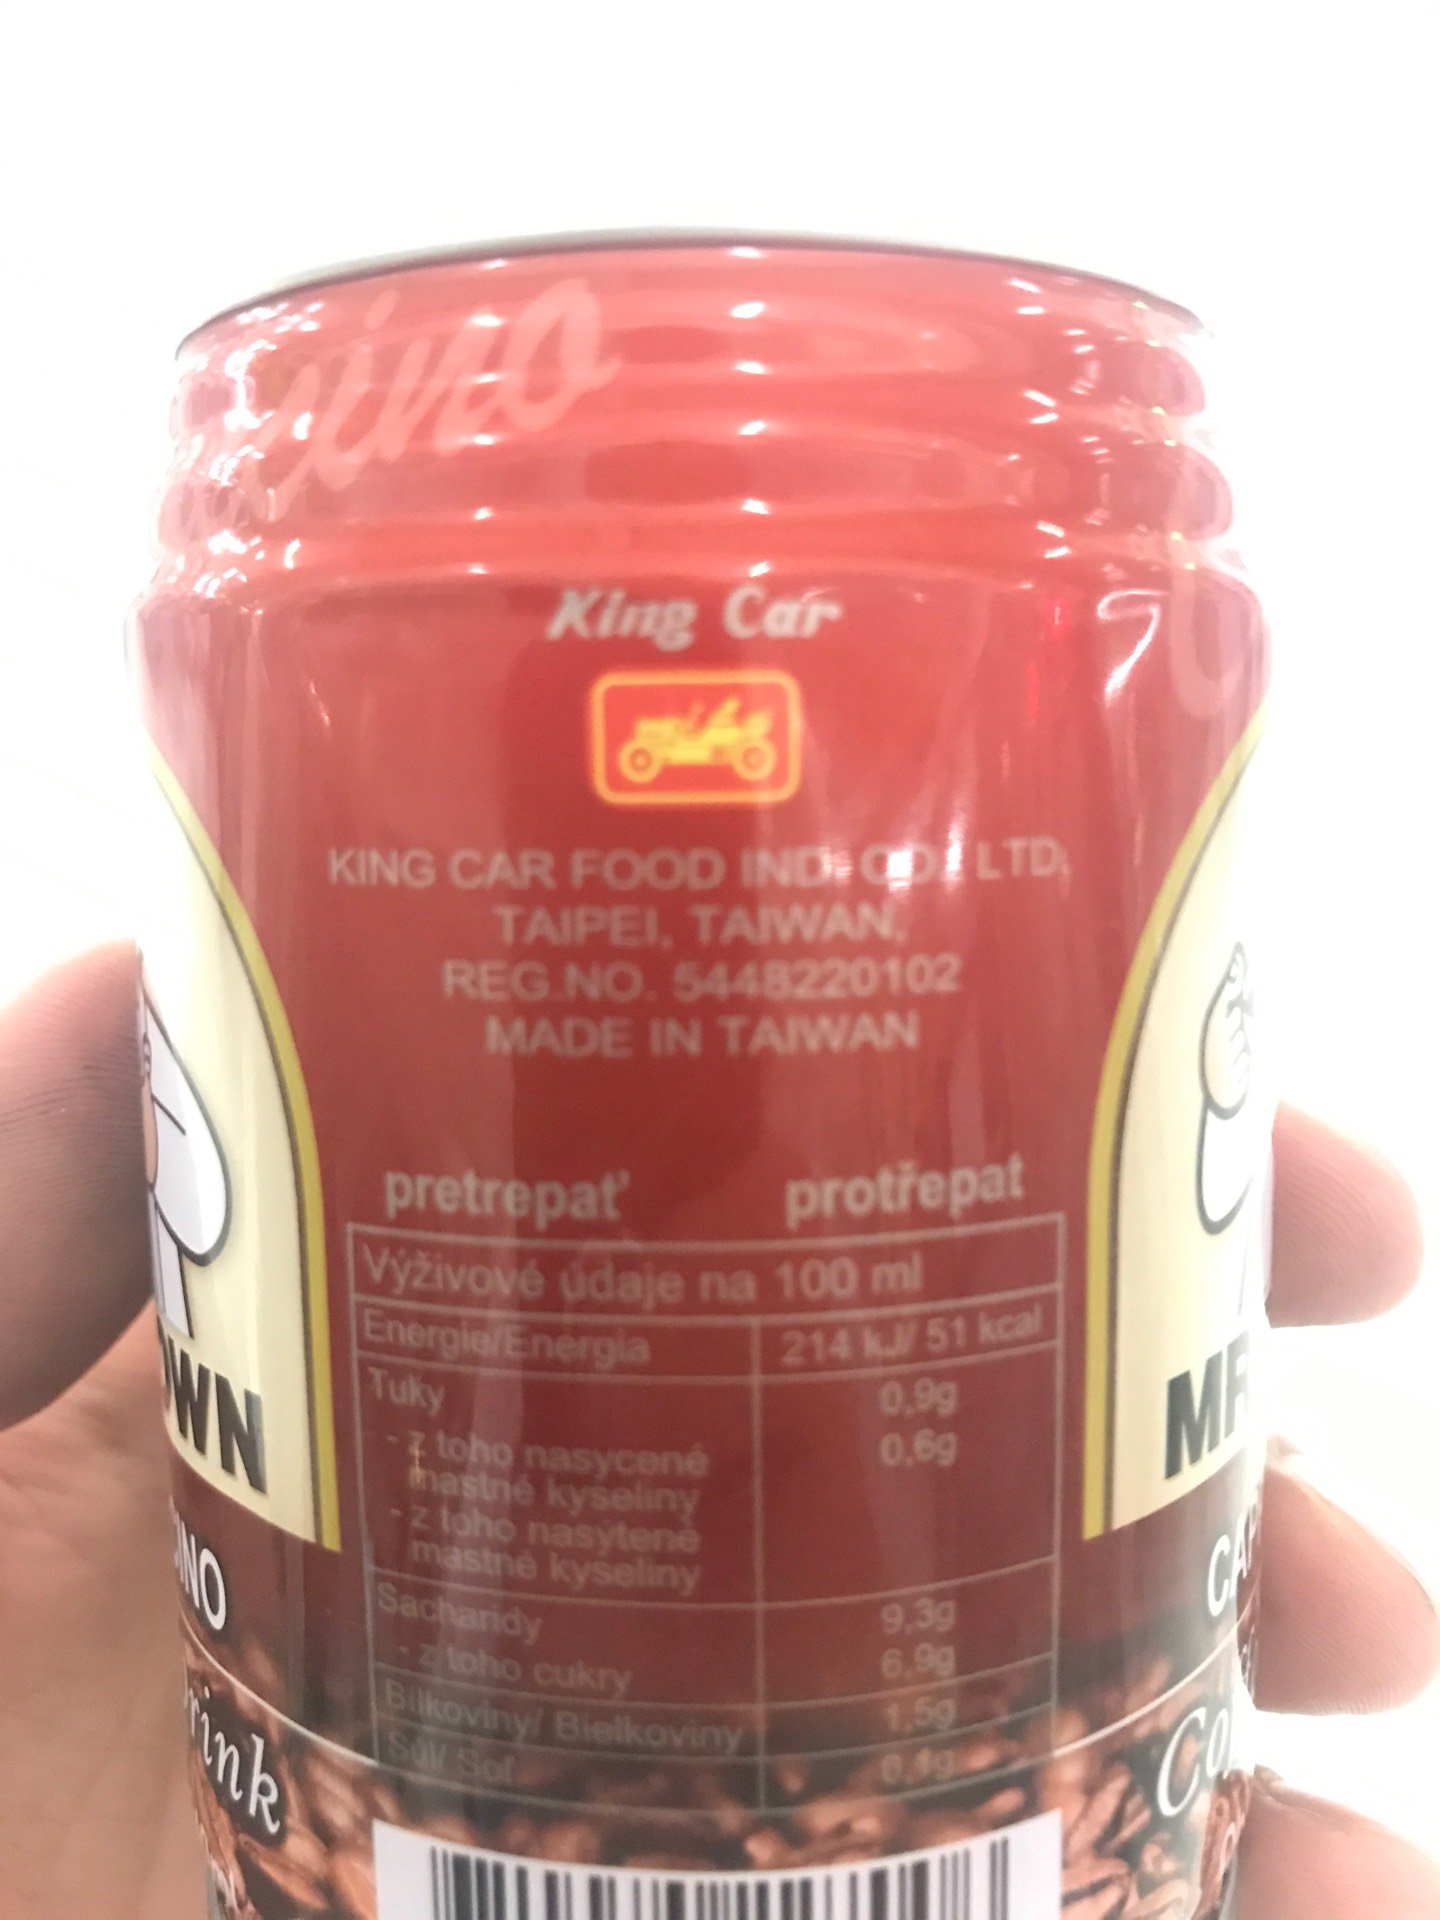 King Car
KING CAR FOOD IND. CO., LTD,
TAIPEI, TAIWAN,
REG.NO. 5448220102
MADE IN TAIWAN
pretrepať protřepat
Výživové údaje na 100 ml
Energie/Energia 214 kJ/ 51 kcal
Tuky 0,9g
- z toho nasycené 0,6g
mastné kyseliny
- z toho nasýtené
mastné kyseliny
Sacharidy 9,3g
- z toho cukry 6,9g
Bílkoviny/ Bielkoviny 1,5g
Sůl/ Soľ 0,1g
OWN
MR
INO
rink